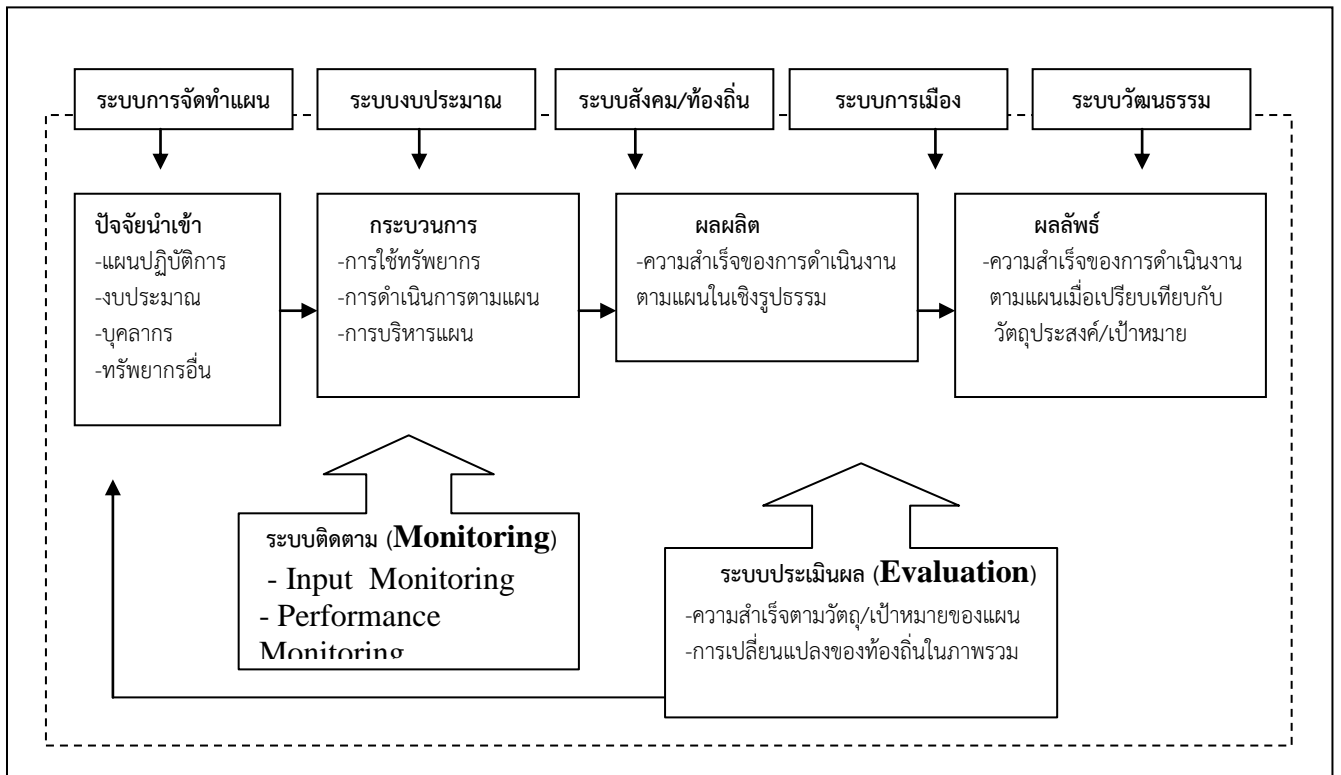 ระบบการจัดทำแผน
ระบบงบประมาณ
ระบบสังคม/ท้องถิ่น
ระบบการเมือง
ระบบวัฒนธรรม
ปัจจัยนำเข้า
-แผนปฏิบัติการ
-งบประมาณ
-บุคลากร
-ทรัพยากรอื่น
กระบวนการ
-การใช้ทรัพยากร
-การดำเนินการตามแผน
-การบริหารแผน
ผลผลิต
-ความสำเร็จของการดำเนินงาน
ตามแผนในเชิงรูปธรรม
ผลลัพธ์
-ความสำเร็จของการดำเนินงาน
ตามแผนเมื่อเปรียบเทียบกับ
วัตถุประสงค์/เป้าหมาย
ระบบติดตาม (Monitoring)
- Input Monitoring
- Performance
Monitoring
ระบบประเมินผล (Evaluation)
-ความสำเร็จตามวัตถุ/เป้าหมายของแผน
-การเปลี่ยนแปลงของท้องถิ่นในภาพรวม